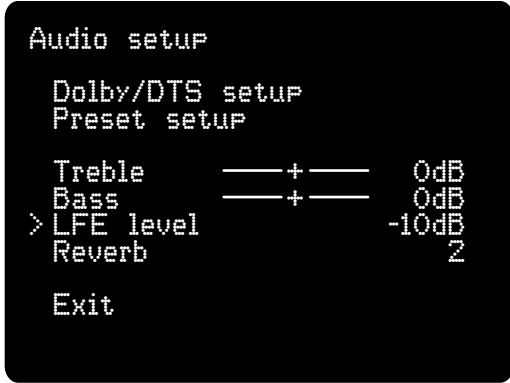 Audio setup
Dolby/DTS setup
Preset setup
Treble ——+—— 0dB
Bass ——+—— 0dB
> LFE level -10dB
Reverb 2
Exit